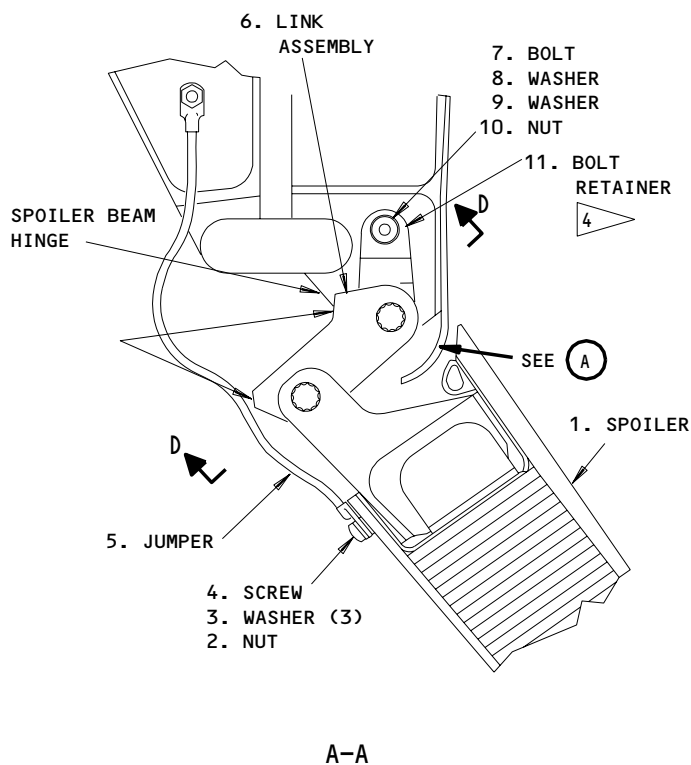 6. LINK
ASSEMBLY
7. BOLT
8. WASHER
9. WASHER
10. NUT
11. BOLT
RETAINER
4
D
SPOILER BEAM
HINGE
SEE A
1. SPOILER
D
5. JUMPER
4. SCREW
3. WASHER (3)
2. NUT
A-A